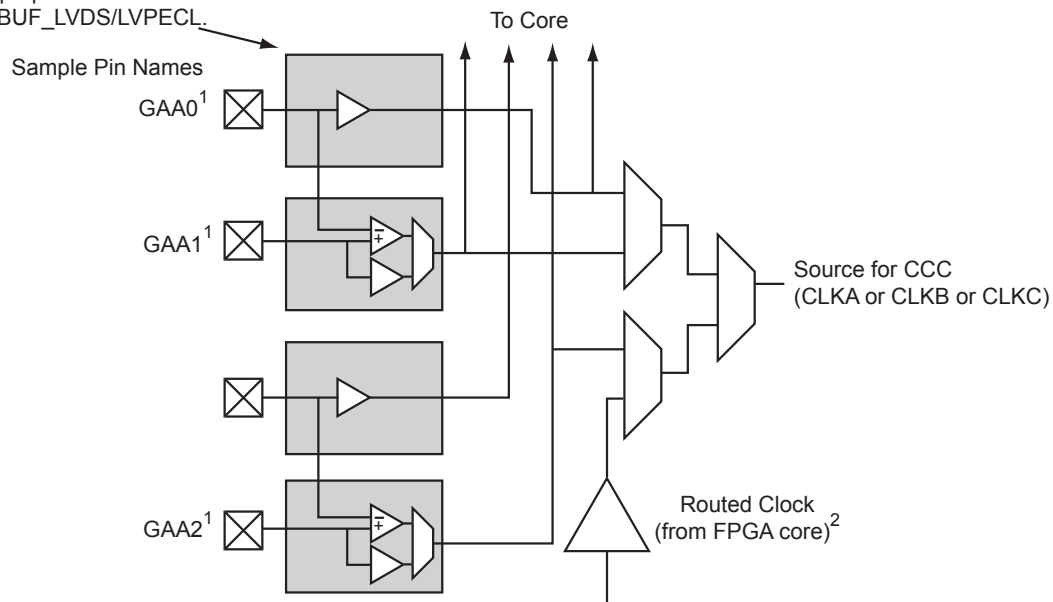 BUF_LVDS/LVPECL.
To Core
Sample Pin Names
GAA0¹
GAA1¹
Source for CCC
(CLKA or CLKB or CLKC)
GAA2¹
Routed Clock
(from FPGA core)²